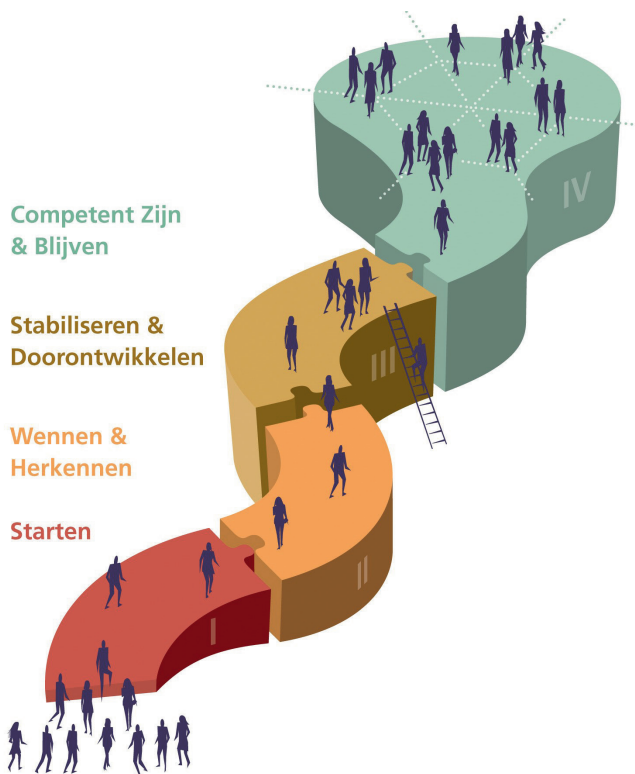 Competent Zijn
& Blijven
IV
Stabiliseren &
Doorontwikkelen
III
Wennen &
Herkennen
II
Starten
I